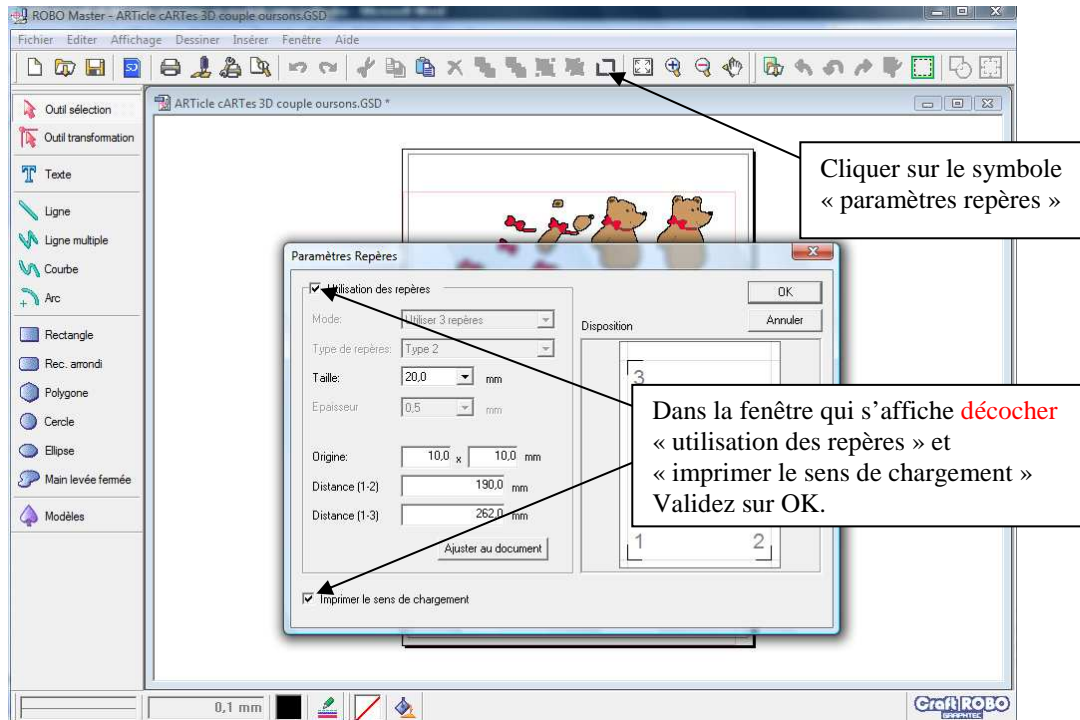 ROBO Master - ARTicle cARTes 3D couple oursons.GSD
Fichier Editer Affichage Dessiner Insérer Fenêtre Aide
ARTicle cARTes 3D couple oursons.GSD *
Outil sélection
Outil transformation
Texte
Ligne
Ligne multiple
Courbe
Arc
Rectangle
Rec. arrondi
Polygone
Cercle
Ellipse
Main levée fermée
Modèles
Cliquer sur le symbole
« paramètres repères »
Paramètres Repères
Utilisation des repères
Mode: Utiliser 3 repères
Type de repères: Type 2
Taille: 20,0 mm
Epaisseur 0,5 mm
Origine: 10,0 x 10,0 mm
Distance (1-2) 190,0 mm
Distance (1-3) 262,0 mm
Ajuster au document
Imprimer le sens de chargement
OK
Annuler
Disposition
3
1 2
Dans la fenêtre qui s’affiche décocher
« utilisation des repères » et
« imprimer le sens de chargement »
Validez sur OK.
0,1 mm
Craft ROBO
GRAPHTEC